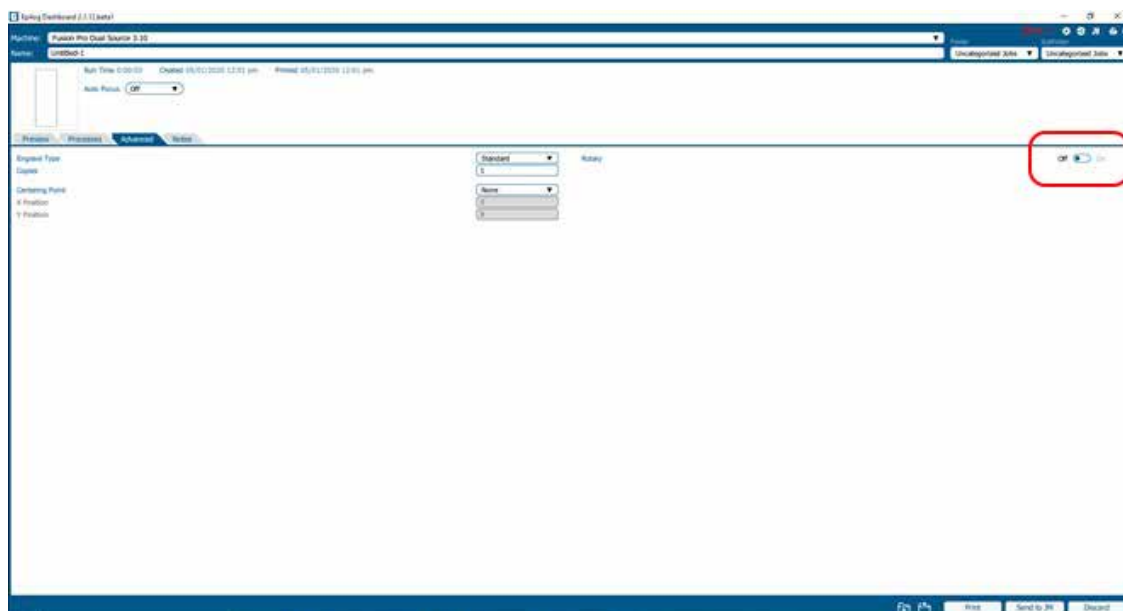 Epilog Dashboard
Machine: Fusion Pro Dual Source 3.10
Name: Untitled-1
Uncategorized Jobs
Uncategorized Jobs
Run Time 0:00:03 Created 05/01/2020 12:01 pm Printed 05/01/2020 12:01 pm
Auto Focus Off
Preview Processes Advanced Notes
Engrave Type Standard Rotary Off On
Copies 1
Centering Point None
X Position
Y Position
Print Send to JM Discard